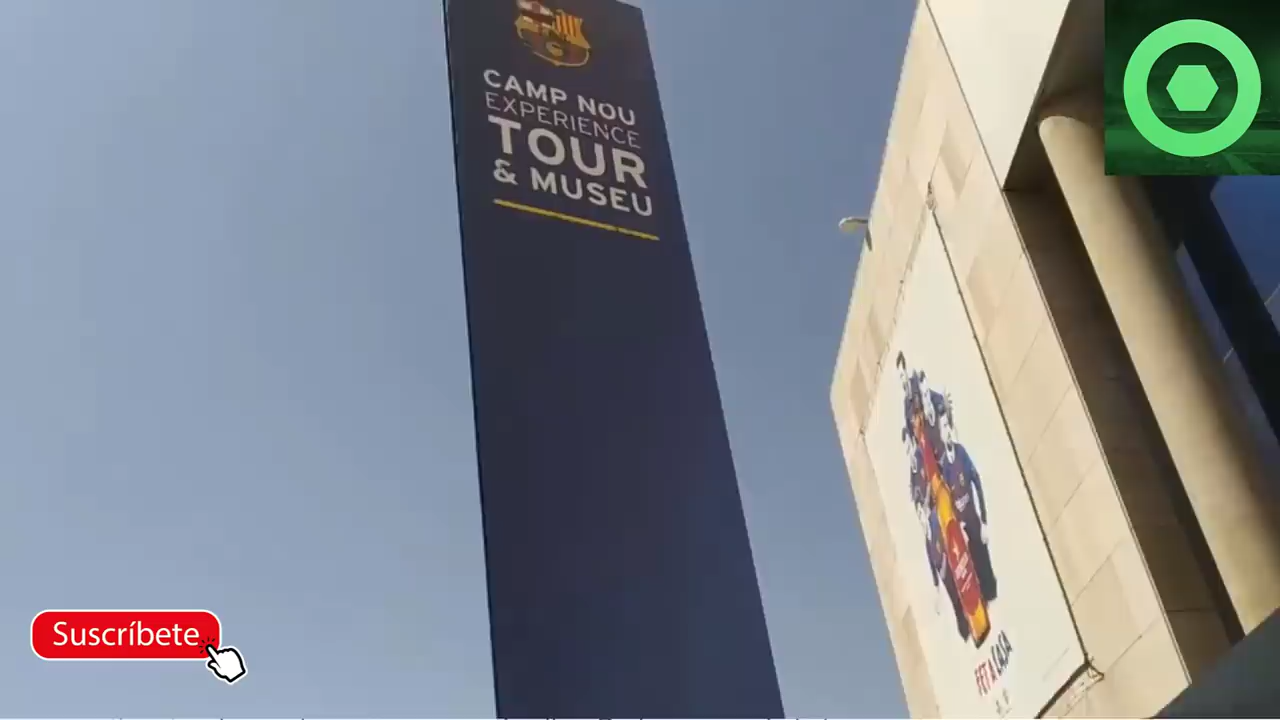 CAMP NOU
EXPERIENCE
TOUR
& MUSEU
FET A CASA
Suscríbete